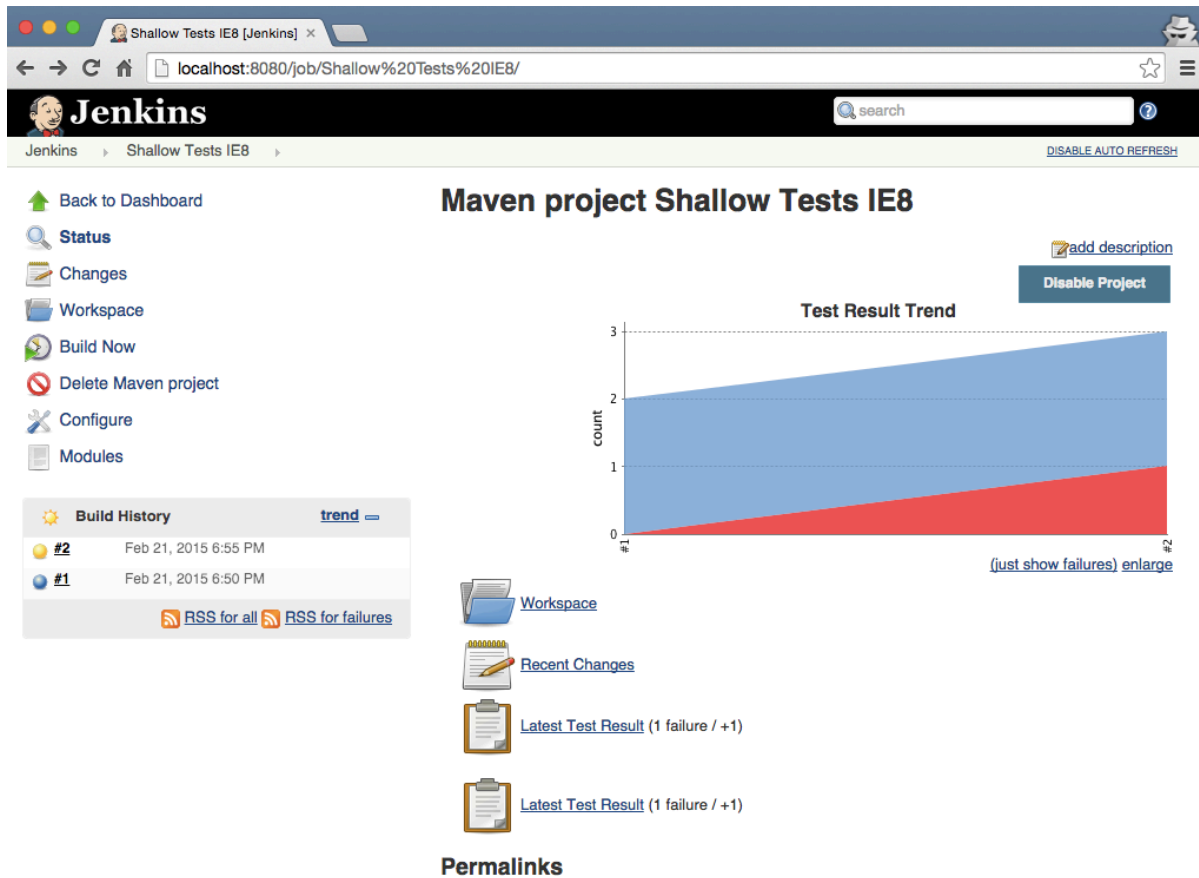 Shallow Tests IE8 [Jenkins]
localhost:8080/job/Shallow%20Tests%20IE8/
Jenkins
search
Jenkins Shallow Tests IE8
DISABLE AUTO REFRESH
Back to Dashboard
Status
Changes
Workspace
Build Now
Delete Maven project
Configure
Modules
Build History trend
#2 Feb 21, 2015 6:55 PM
#1 Feb 21, 2015 6:50 PM
RSS for all RSS for failures
Maven project Shallow Tests IE8
add description
Disable Project
Test Result Trend
3
2
1
0
count
#1
#2
(just show failures) enlarge
Workspace
Recent Changes
Latest Test Result (1 failure / +1)
Latest Test Result (1 failure / +1)
Permalinks